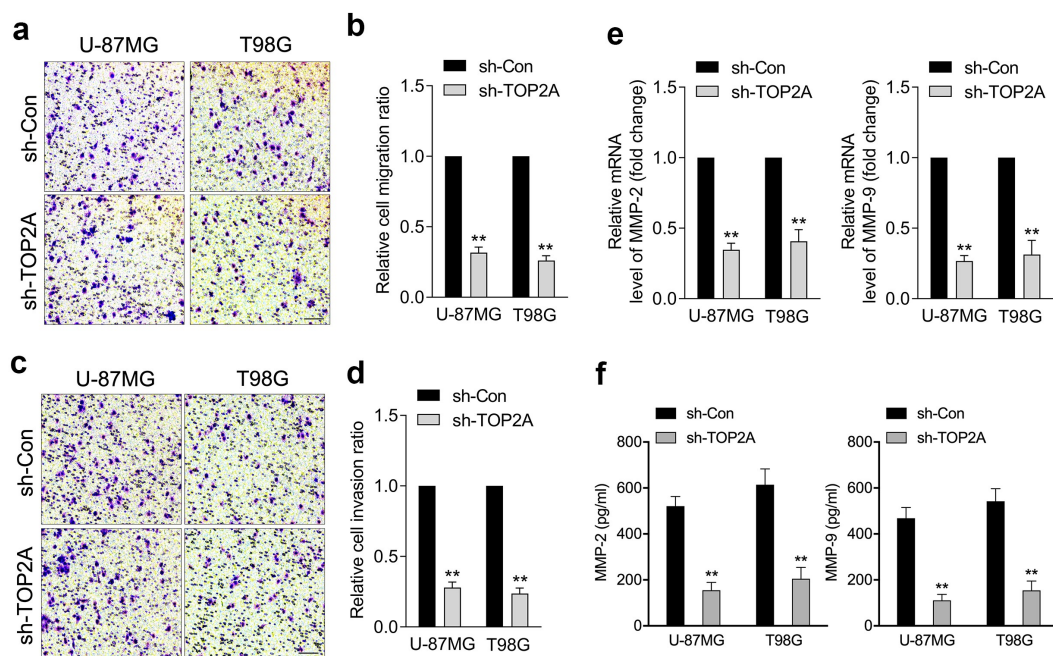 a
U-87MG T98G
sh-Con
sh-TOP2A
b
sh-Con
sh-TOP2A
Relative cell migration ratio
1.5
1.0
0.5
0.0
** **
U-87MG T98G
e
sh-Con
sh-TOP2A
Relative mRNA
level of MMP-2 (fold change)
1.5
1.0
0.5
0.0
** **
U-87MG T98G
sh-Con
sh-TOP2A
Relative mRNA
level of MMP-9 (fold change)
1.5
1.0
0.5
0.0
** **
U-87MG T98G
c
U-87MG T98G
sh-Con
sh-TOP2A
d
sh-Con
sh-TOP2A
Relative cell invasion ratio
1.5
1.0
0.5
0.0
** **
U-87MG T98G
f
sh-Con
sh-TOP2A
MMP-2 (pg/ml)
800
600
400
200
0
** **
U-87MG T98G
sh-Con
sh-TOP2A
MMP-9 (pg/ml)
800
600
400
200
0
** **
U-87MG T98G